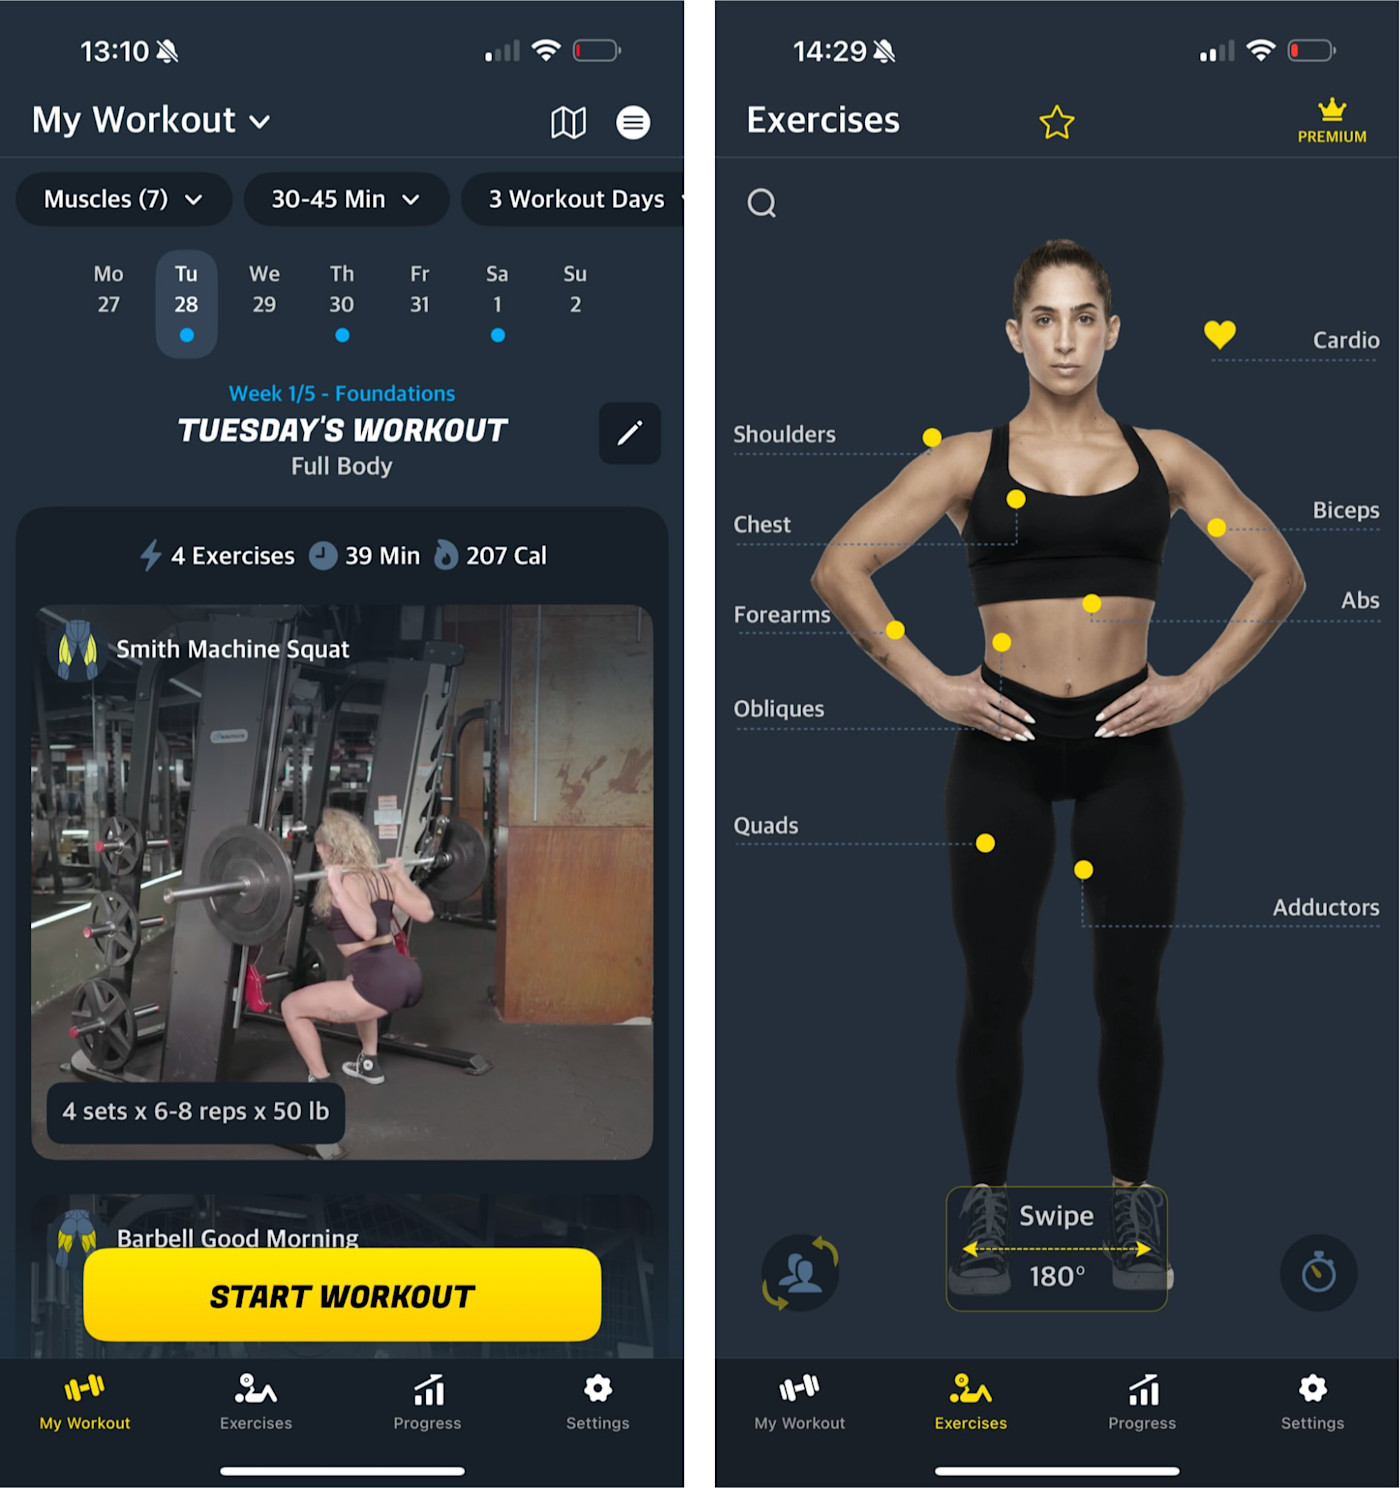 13:10
My Workout
Muscles (7)
30-45 Min
3 Workout Days
Mo Tu We Th Fr Sa Su
27 28 29 30 31 1 2
Week 1/5 - Foundations
TUESDAY'S WORKOUT
Full Body
4 Exercises 39 Min 207 Cal
Smith Machine Squat
4 sets x 6-8 reps x 50 lb
Barbell Good Morning
START WORKOUT
My Workout Exercises Progress Settings
14:29
Exercises
PREMIUM
Cardio
Shoulders
Biceps
Chest
Abs
Forearms
Obliques
Quads
Adductors
Swipe
180°
My Workout Exercises Progress Settings